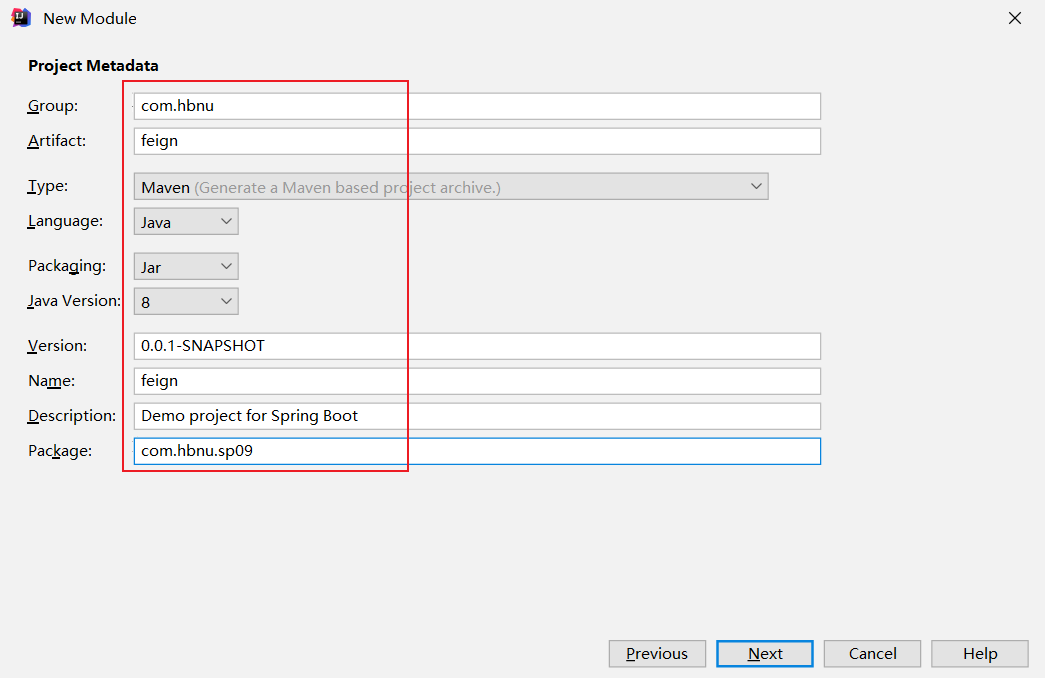 New Module
Project Metadata
Group: com.hbnu
Artifact: feign
Type: Maven (Generate a Maven based project archive.)
Language: Java
Packaging: Jar
Java Version: 8
Version: 0.0.1-SNAPSHOT
Name: feign
Description: Demo project for Spring Boot
Package: com.hbnu.sp09
Previous Next Cancel Help